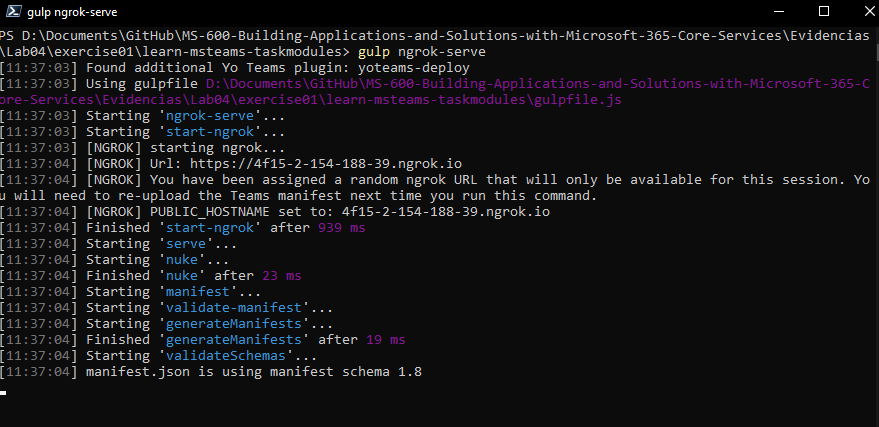 gulp ngrok-serve
PS D:\Documents\GitHub\MS-600-Building-Applications-and-Solutions-with-Microsoft-365-Core-Services\Evidencias
\Lab04\exercise01\learn-msteams-taskmodules> gulp ngrok-serve
[11:37:03] Found additional Yo Teams plugin: yoteams-deploy
[11:37:03] Using gulpfile D:\Documents\GitHub\MS-600-Building-Applications-and-Solutions-with-Microsoft-365-C
ore-Services\Evidencias\Lab04\exercise01\learn-msteams-taskmodules\gulpfile.js
[11:37:03] Starting 'ngrok-serve'...
[11:37:03] Starting 'start-ngrok'...
[11:37:03] [NGROK] starting ngrok...
[11:37:04] [NGROK] Url: https://4f15-2-154-188-39.ngrok.io
[11:37:04] [NGROK] You have been assigned a random ngrok URL that will only be available for this session. Yo
u will need to re-upload the Teams manifest next time you run this command.
[11:37:04] [NGROK] PUBLIC_HOSTNAME set to: 4f15-2-154-188-39.ngrok.io
[11:37:04] Finished 'start-ngrok' after 939 ms
[11:37:04] Starting 'serve'...
[11:37:04] Starting 'nuke'...
[11:37:04] Finished 'nuke' after 23 ms
[11:37:04] Starting 'manifest'...
[11:37:04] Starting 'validate-manifest'...
[11:37:04] Starting 'generateManifests'...
[11:37:04] Finished 'generateManifests' after 19 ms
[11:37:04] Starting 'validateSchemas'...
[11:37:04] manifest.json is using manifest schema 1.8